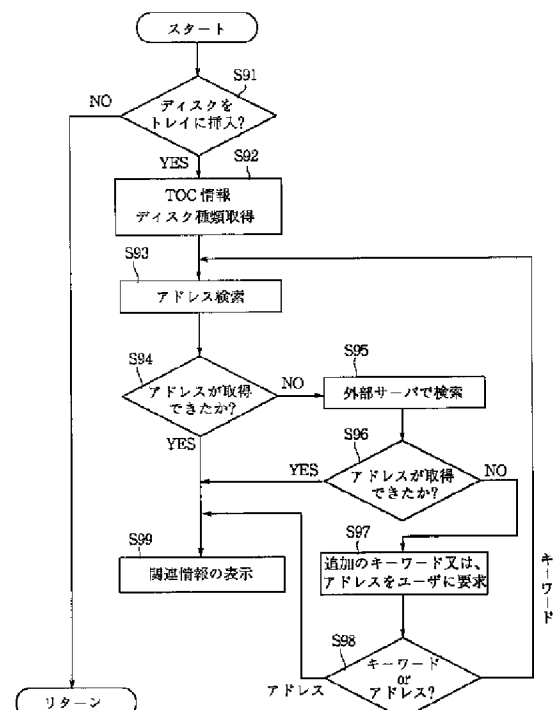 スタート
S91
NO
ディスクを
トレイに挿入?
YES
S92
TOC情報
ディスク種類取得
S93
アドレス検索
S94
アドレスが取得
できたか?
NO
YES
S95
外部サーバで検索
S96
アドレスが取得
できたか?
YES
NO
S97
追加のキーワード又は、
アドレスをユーザに要求
S98
キーワード
or
アドレス?
アドレス
キーワード
S99
関連情報の表示
リターン